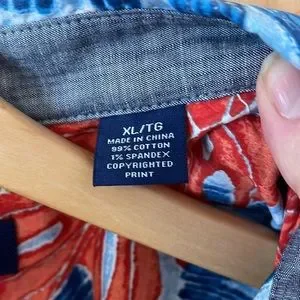 XL/TG
MADE IN CHINA
99% COTTON
1% SPANDEX
COPYRIGHTED
PRINT